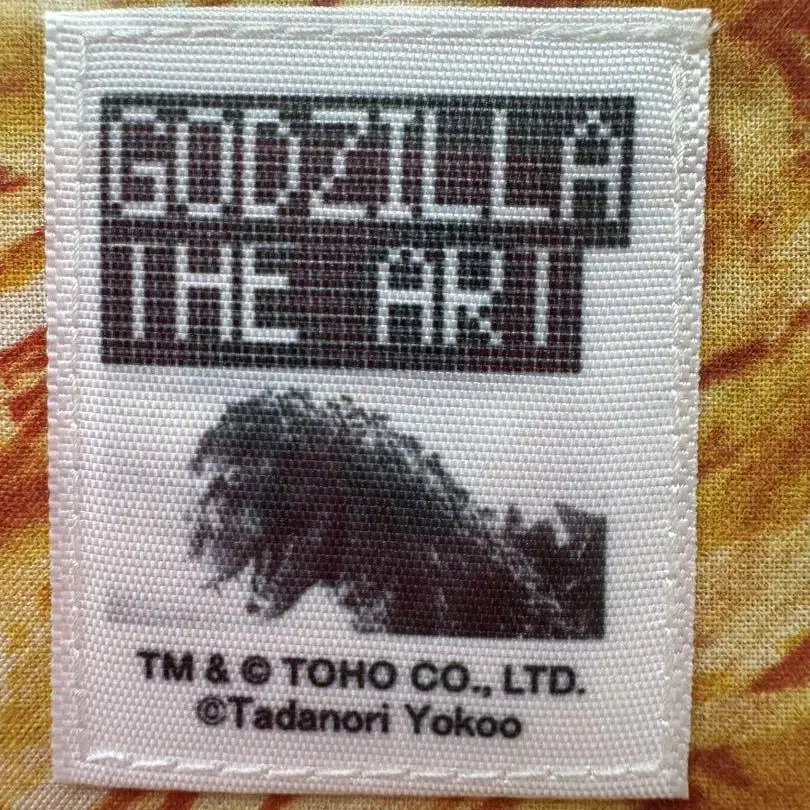 GODZILLA
THE ART
TM & © TOHO CO., LTD.
©Tadanori Yokoo